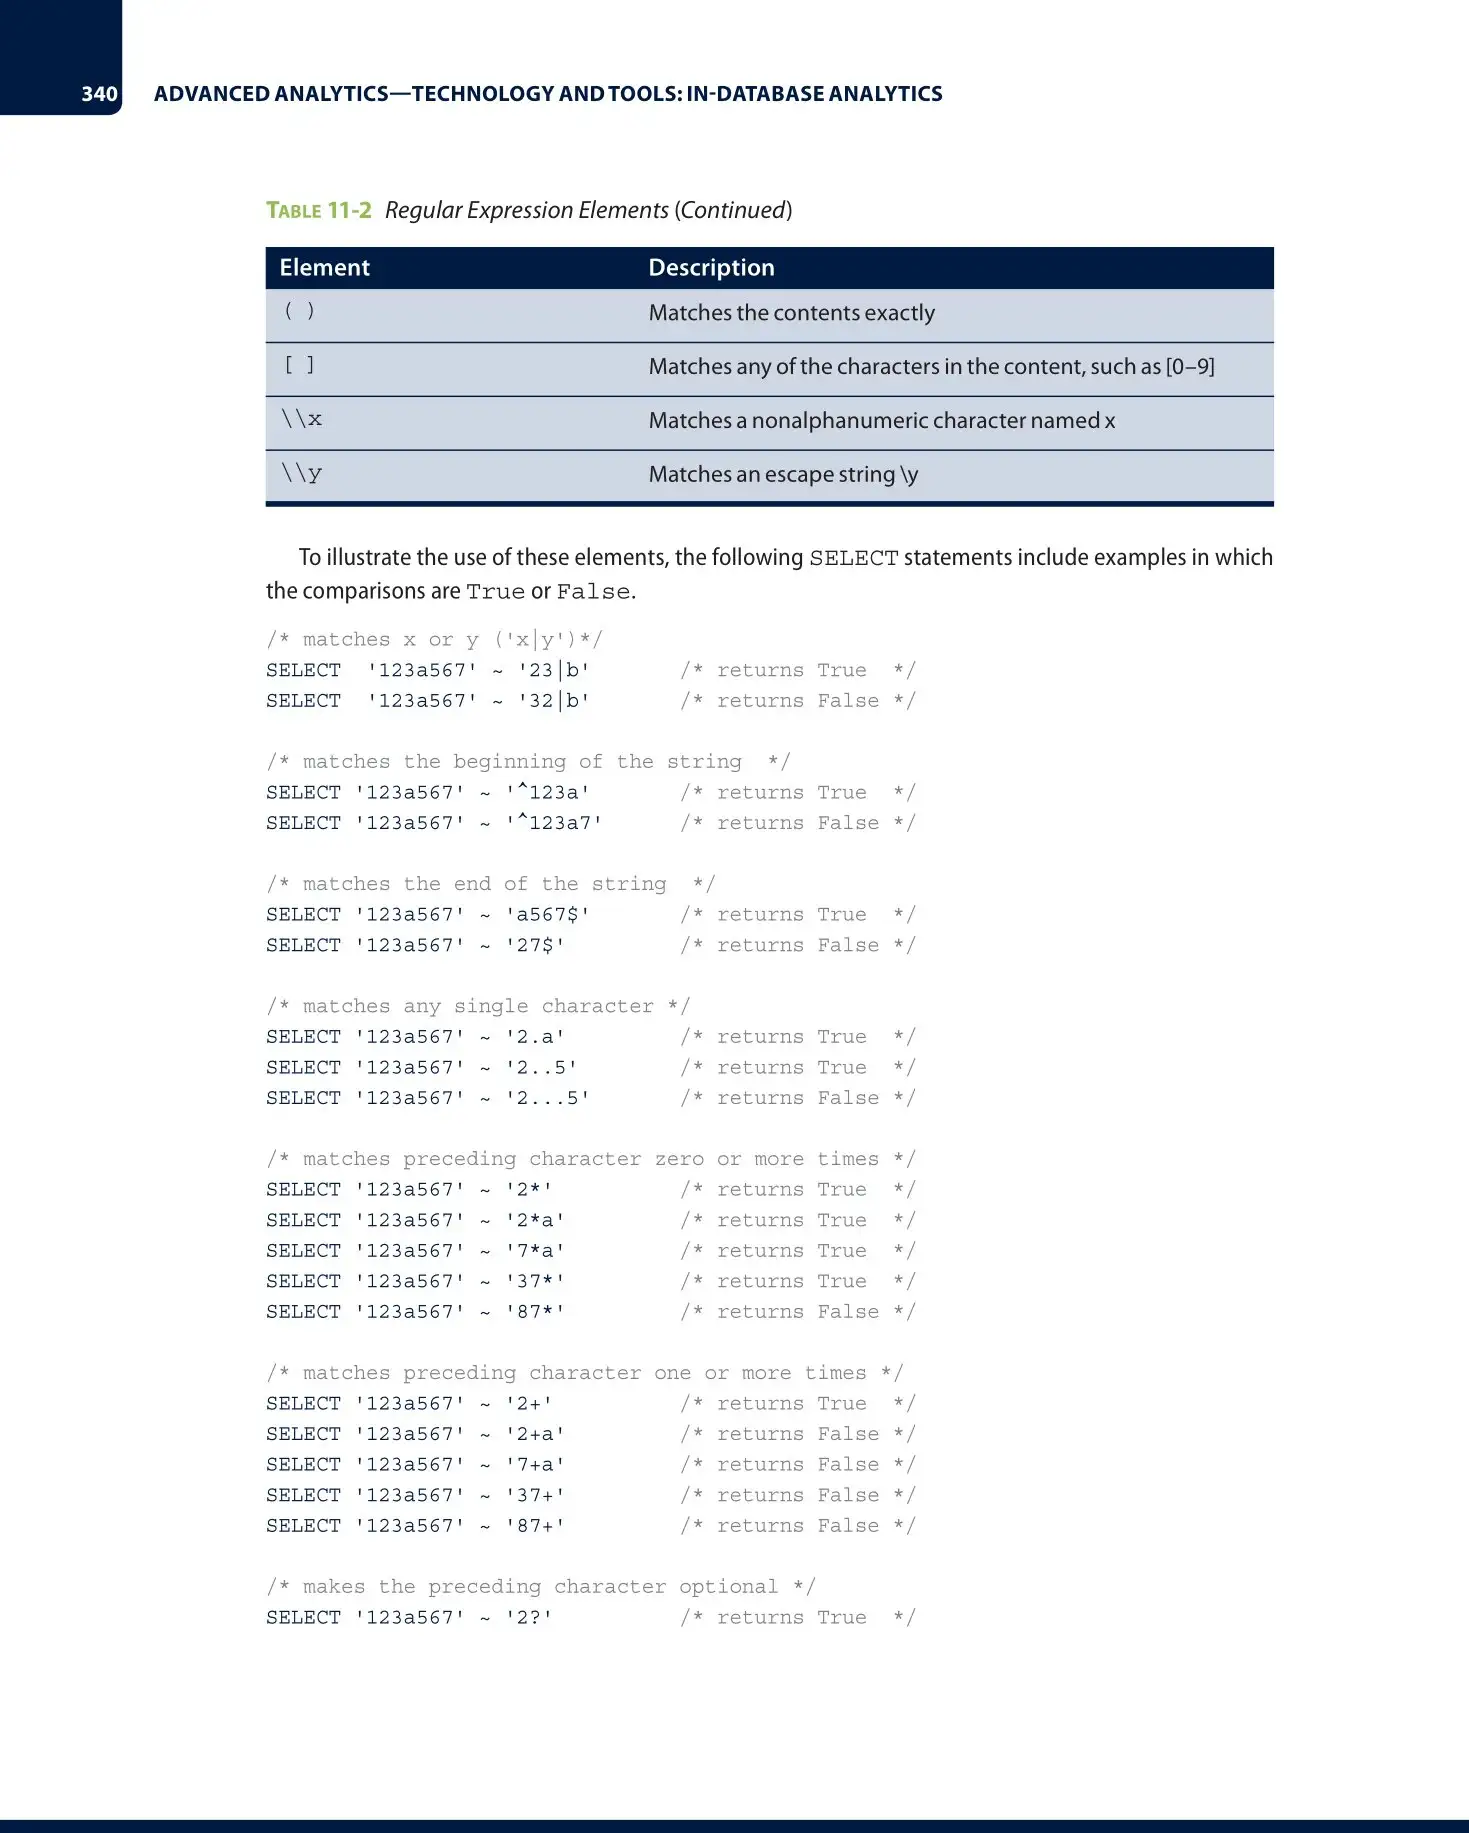 340 ADVANCED ANALYTICS—TECHNOLOGY AND TOOLS: IN-DATABASE ANALYTICS
TABLE 11-2 Regular Expression Elements (Continued)
Element Description
( ) Matches the contents exactly
[ ] Matches any of the characters in the content, such as [0–9]
\\x Matches a nonalphanumeric character named x
\\y Matches an escape string \y
To illustrate the use of these elements, the following SELECT statements include examples in which
the comparisons are True or False.
/* matches x or y ('x|y')*/
SELECT  '123a567' ~ '23|b'       /* returns True  */
SELECT  '123a567' ~ '32|b'       /* returns False */
/* matches the beginning of the string  */
SELECT '123a567' ~ '^123a'       /* returns True  */
SELECT '123a567' ~ '^123a7'      /* returns False */
/* matches the end of the string  */
SELECT '123a567' ~ 'a567$'       /* returns True  */
SELECT '123a567' ~ '27$'         /* returns False */
/* matches any single character */
SELECT '123a567' ~ '2.a'         /* returns True  */
SELECT '123a567' ~ '2..5'        /* returns True  */
SELECT '123a567' ~ '2...5'       /* returns False */
/* matches preceding character zero or more times */
SELECT '123a567' ~ '2*'          /* returns True  */
SELECT '123a567' ~ '2*a'         /* returns True  */
SELECT '123a567' ~ '7*a'         /* returns True  */
SELECT '123a567' ~ '37*'         /* returns True  */
SELECT '123a567' ~ '87*'         /* returns False */
/* matches preceding character one or more times */
SELECT '123a567' ~ '2+'          /* returns True  */
SELECT '123a567' ~ '2+a'         /* returns False */
SELECT '123a567' ~ '7+a'         /* returns False */
SELECT '123a567' ~ '37+'         /* returns False */
SELECT '123a567' ~ '87+'         /* returns False */
/* makes the preceding character optional */
SELECT '123a567' ~ '2?'          /* returns True  */